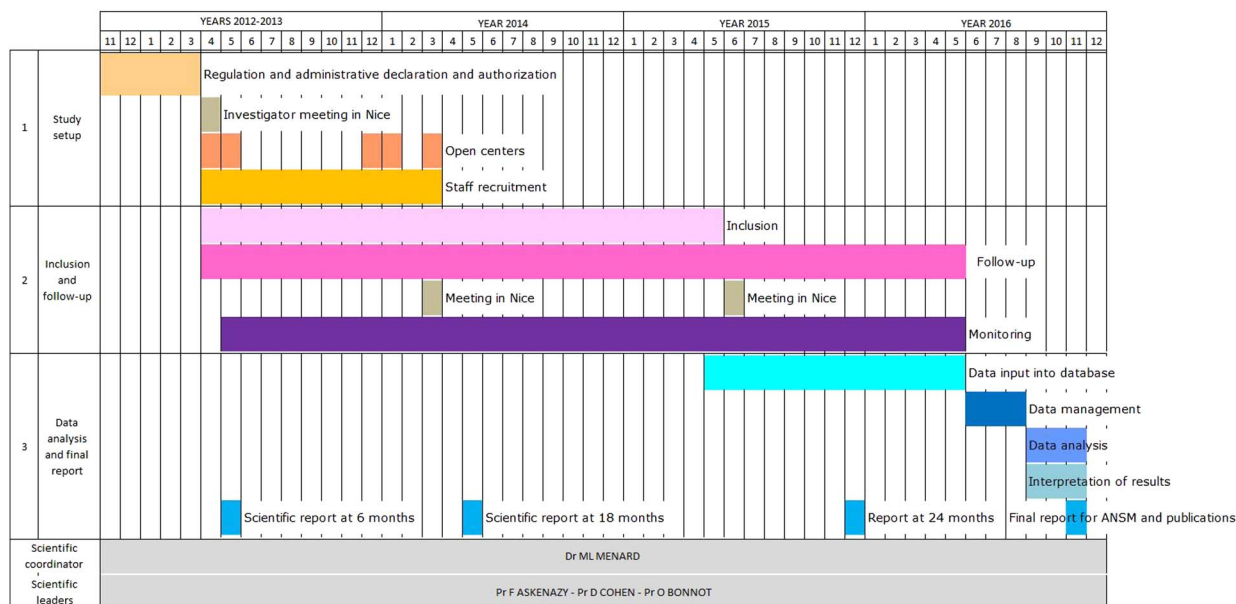 YEARS 2012-2013 YEAR 2014 YEAR 2015 YEAR 2016
11 12 1 2 3 4 5 6 7 8 9 10 11 12 1 2 3 4 5 6 7 8 9 10 11 12 1 2 3 4 5 6 7 8 9 10 11 12 1 2 3 4 5 6 7 8 9 10 11 12
Regulation and administrative declaration and authorization
Investigator meeting in Nice
1
Study
setup
Open centers
Staff recruitment
Inclusion
Follow-up
2
Inclusion
and
follow-up
Meeting in Nice Meeting in Nice
Monitoring
Data input into database
Data management
3
Data
analysis
and final
report
Data analysis
Interpretation of results
Scientific report at 6 months Scientific report at 18 months Report at 24 months Final report for ANSM and publications
Scientific
coordinator
Dr ML MENARD
Scientific
leaders
Pr F ASKENAZY - Pr D COHEN - Pr O BONNOT